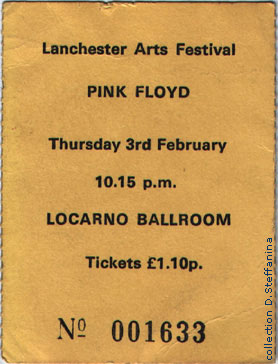 Lanchester Arts Festival
PINK FLOYD
Thursday 3rd February
10.15 p.m.
LOCARNO BALLROOM
Tickets £1.10p.
Nº 001633
collection D.Steffanina